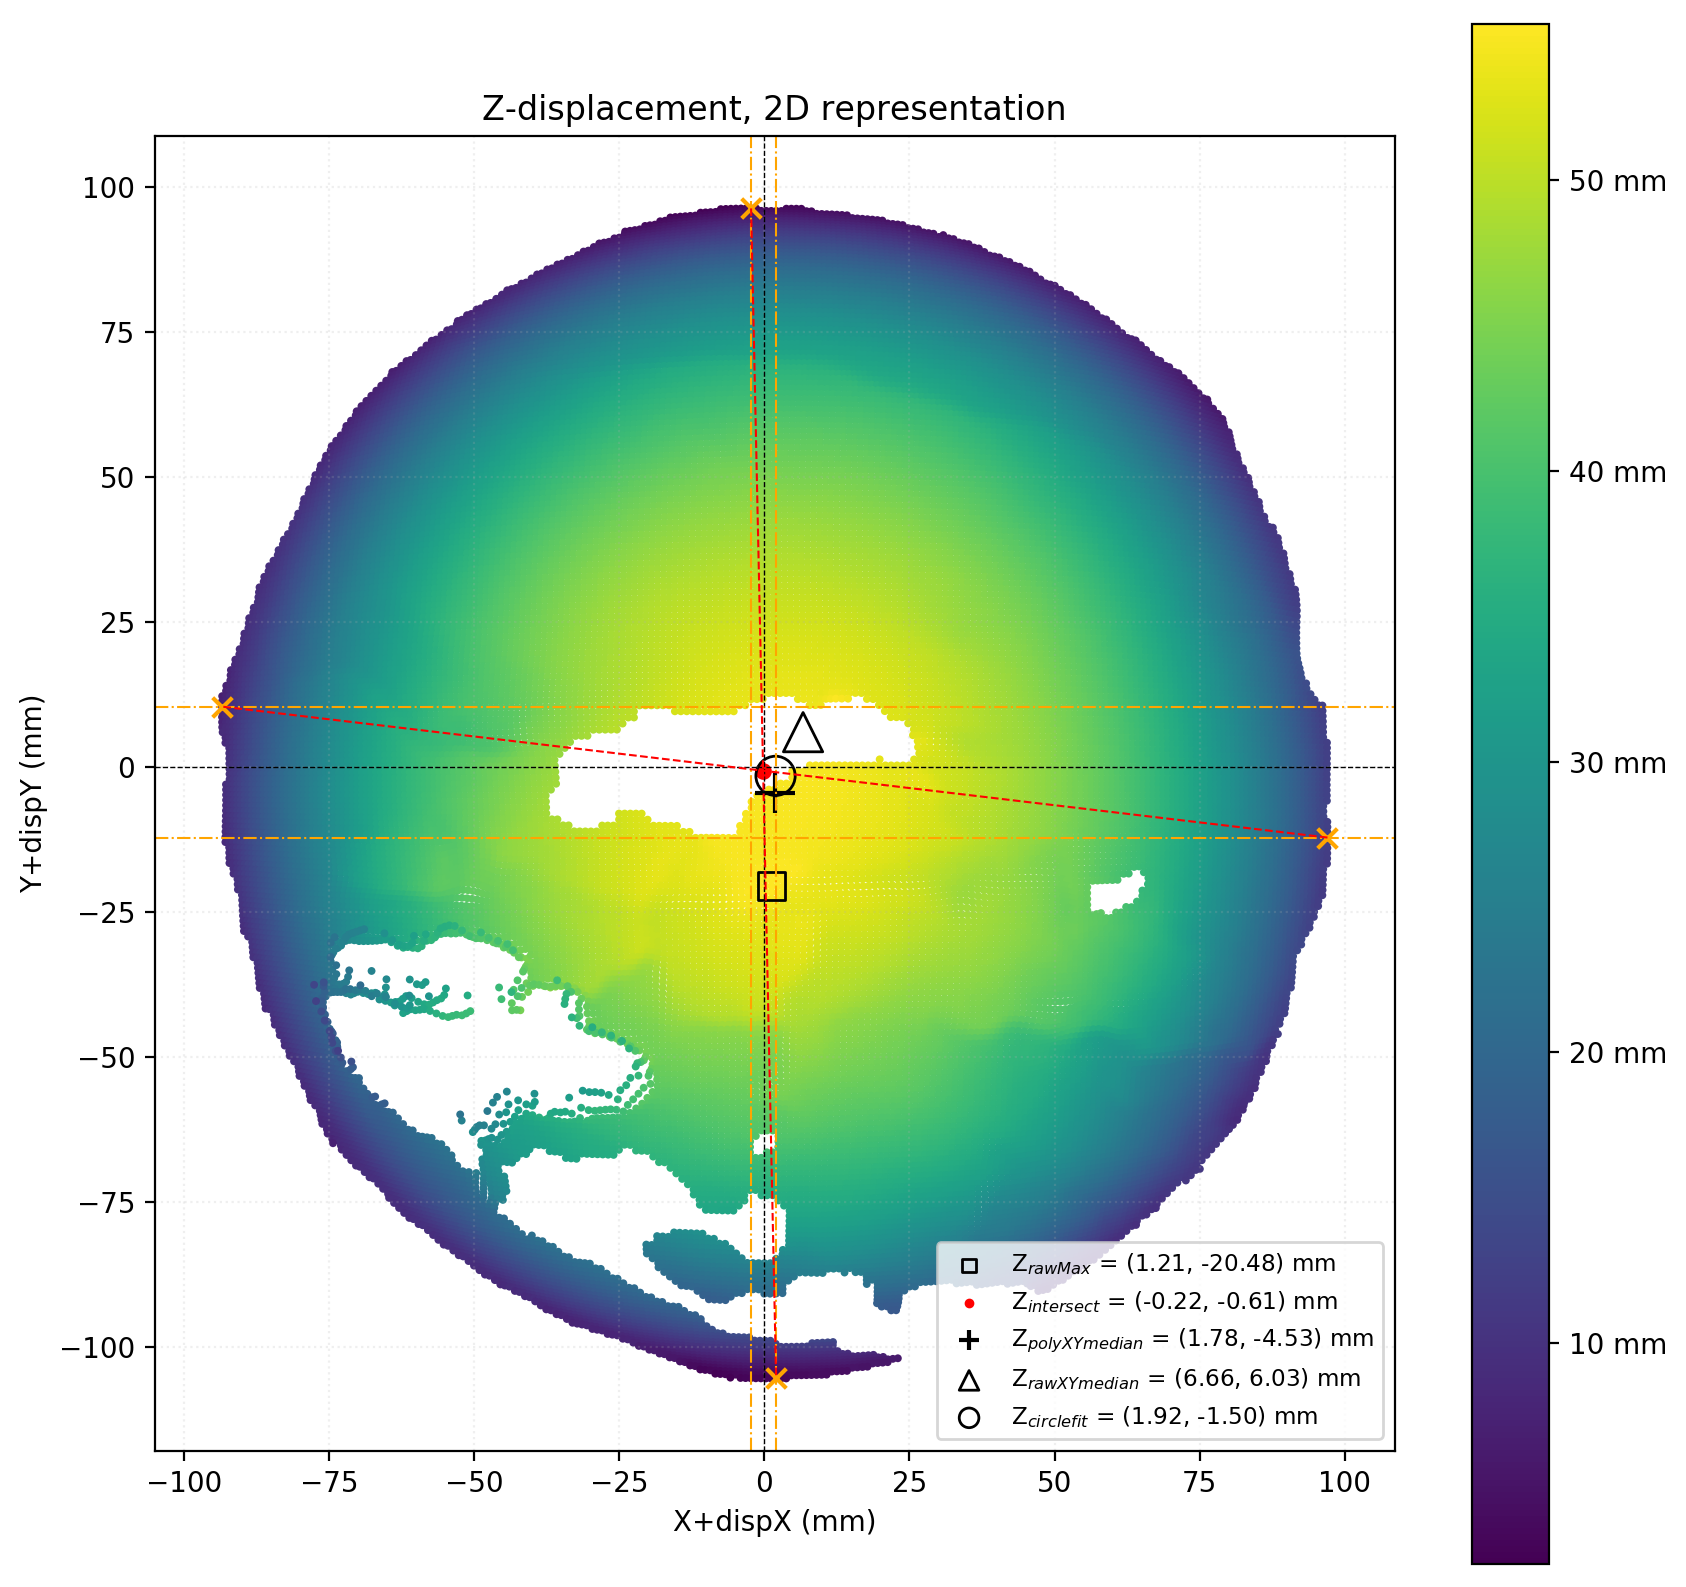 Z-displacement, 2D representation
50 mm
40 mm
30 mm
20 mm
10 mm
Y+dispY (mm)
100
75
50
25
0
−25
−50
−75
−100
−100
−75
−50
−25
0
25
50
75
100
X+dispX (mm)
Z_rawMax = (1.21, -20.48) mm
Z_intersect = (-0.22, -0.61) mm
Z_polyXYmedian = (1.78, -4.53) mm
Z_rawXYmedian = (6.66, 6.03) mm
Z_circlefit = (1.92, -1.50) mm